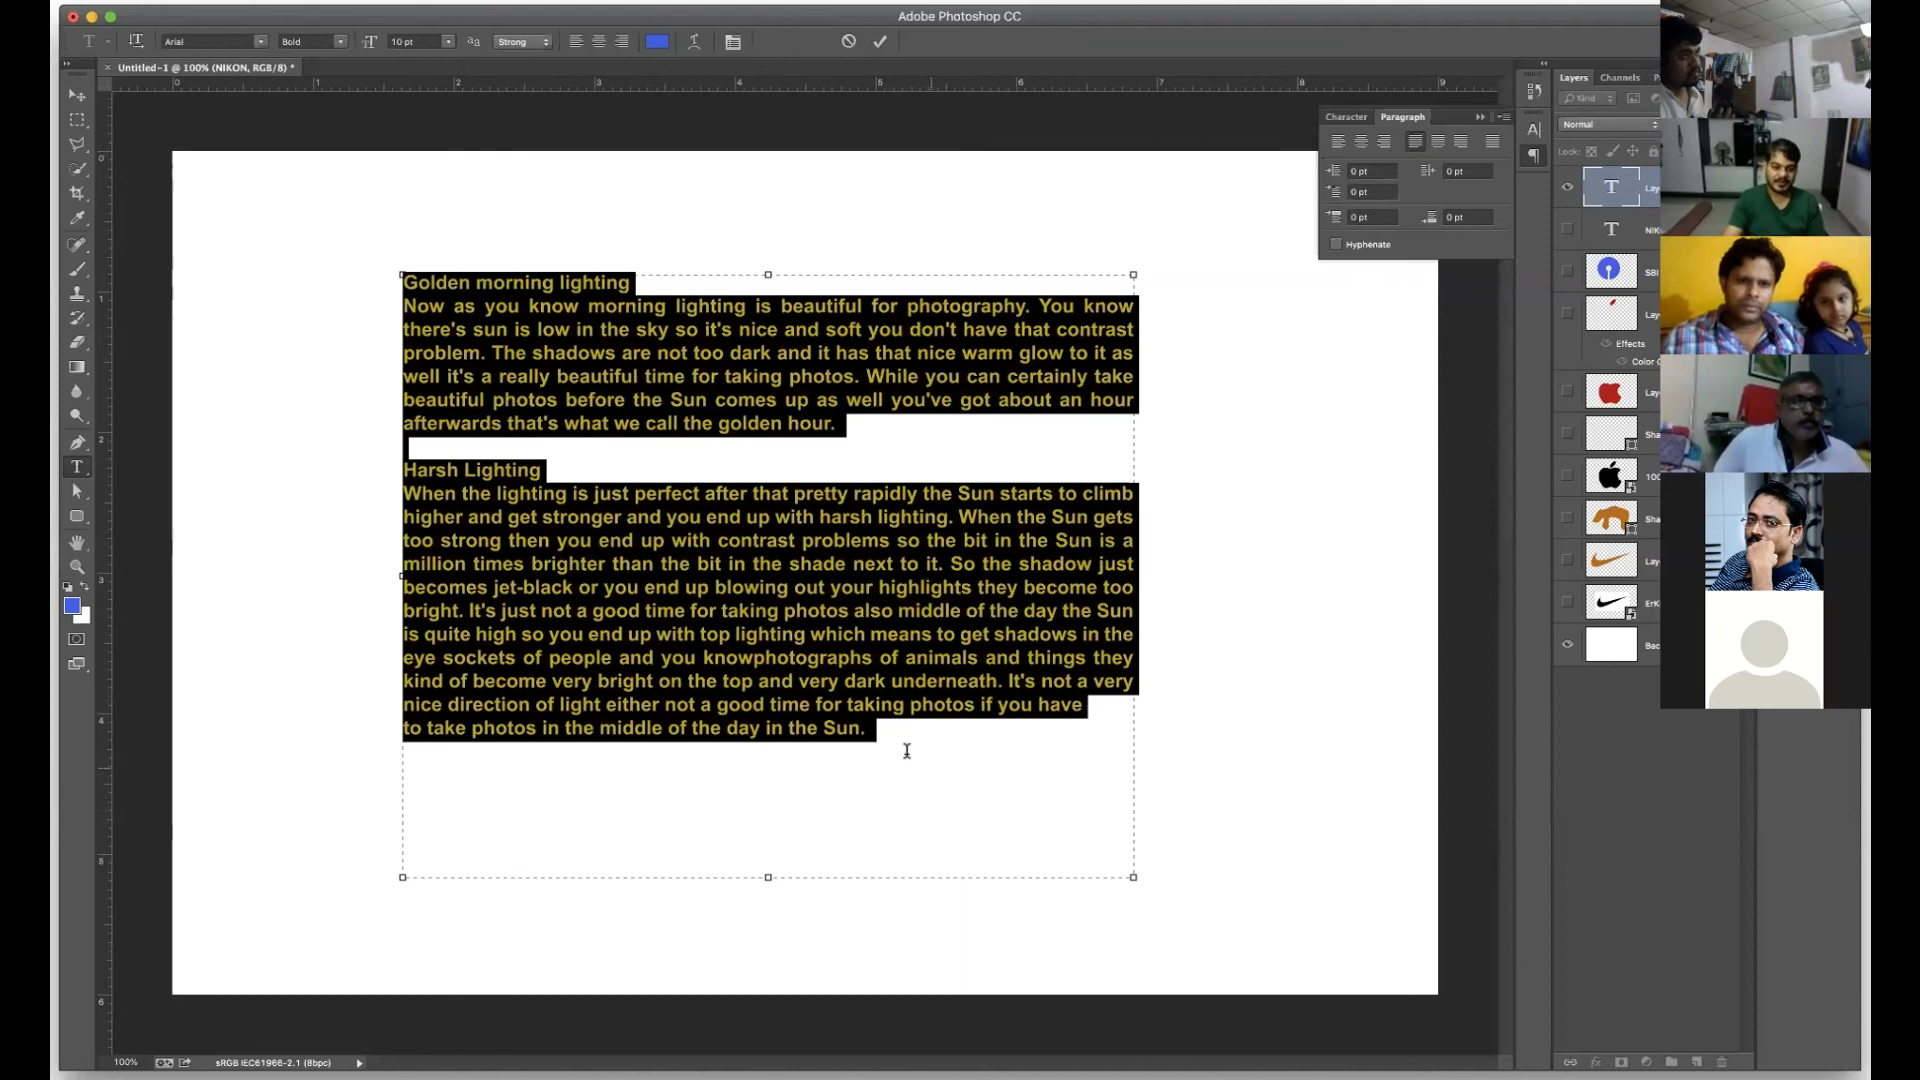 Adobe Photoshop CC
Arial
Bold
10 pt
Strong
Untitled-1 @ 100% (NIKON, RGB/8) *
0 1 2 3 4 5 6 7 8 9
Character Paragraph
0 pt 0 pt
0 pt
0 pt 0 pt
Hyphenate
Layers Channels
Kind
Normal
Lock:
SBI
Effects
Golden morning lighting
Now as you know morning lighting is beautiful for photography. You know
there's sun is low in the sky so it's nice and soft you don't have that contrast
problem. The shadows are not too dark and it has that nice warm glow to it as
well it's a really beautiful time for taking photos. While you can certainly take
beautiful photos before the Sun comes up as well you've got about an hour
afterwards that's what we call the golden hour.
Harsh Lighting
When the lighting is just perfect after that pretty rapidly the Sun starts to climb
higher and get stronger and you end up with harsh lighting. When the Sun gets
too strong then you end up with contrast problems so the bit in the Sun is a
million times brighter than the bit in the shade next to it. So the shadow just
becomes jet-black or you end up blowing out your highlights they become too
bright. It's just not a good time for taking photos also middle of the day the Sun
is quite high so you end up with top lighting which means to get shadows in the
eye sockets of people and you knowphotographs of animals and things they
kind of become very bright on the top and very dark underneath. It's not a very
nice direction of light either not a good time for taking photos if you have
to take photos in the middle of the day in the Sun.
100%
sRGB IEC61966-2.1 (8bpc)